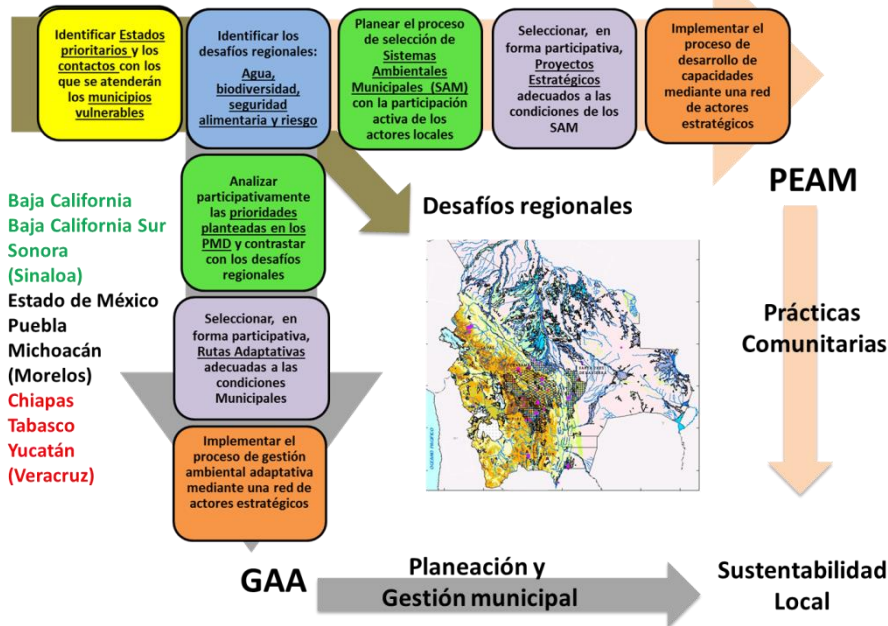 Identificar Estados
prioritarios y los
contactos con los
que se atenderán
los municipios
vulnerables
Identificar los
desafíos regionales:
Agua,
biodiversidad,
seguridad
alimentaria y riesgo
Planear el proceso
de selección de
Sistemas
Ambientales
Municipales (SAM)
con la participación
activa de los
actores locales
Seleccionar, en
forma participativa,
Proyectos
Estratégicos
adecuados a las
condiciones de los
SAM
Implementar el
proceso de
desarrollo de
capacidades
mediante una red
de actores
estratégicos
Analizar
participativamente
las prioridades
planteadas en los
PMD y contrastar
con los desafíos
regionales
Seleccionar, en
forma participativa,
Rutas Adaptativas
adecuadas a las
condiciones
Municipales
Implementar el
proceso de gestión
ambiental adaptativa
mediante una red de
actores estratégicos
Baja California
Baja California Sur
Sonora
(Sinaloa)
Estado de México
Puebla
Michoacán
(Morelos)
Chiapas
Tabasco
Yucatán
(Veracruz)
Desafíos regionales
PEAM
Prácticas
Comunitarias
GAA
Planeación y
Gestión municipal
Sustentabilidad
Local